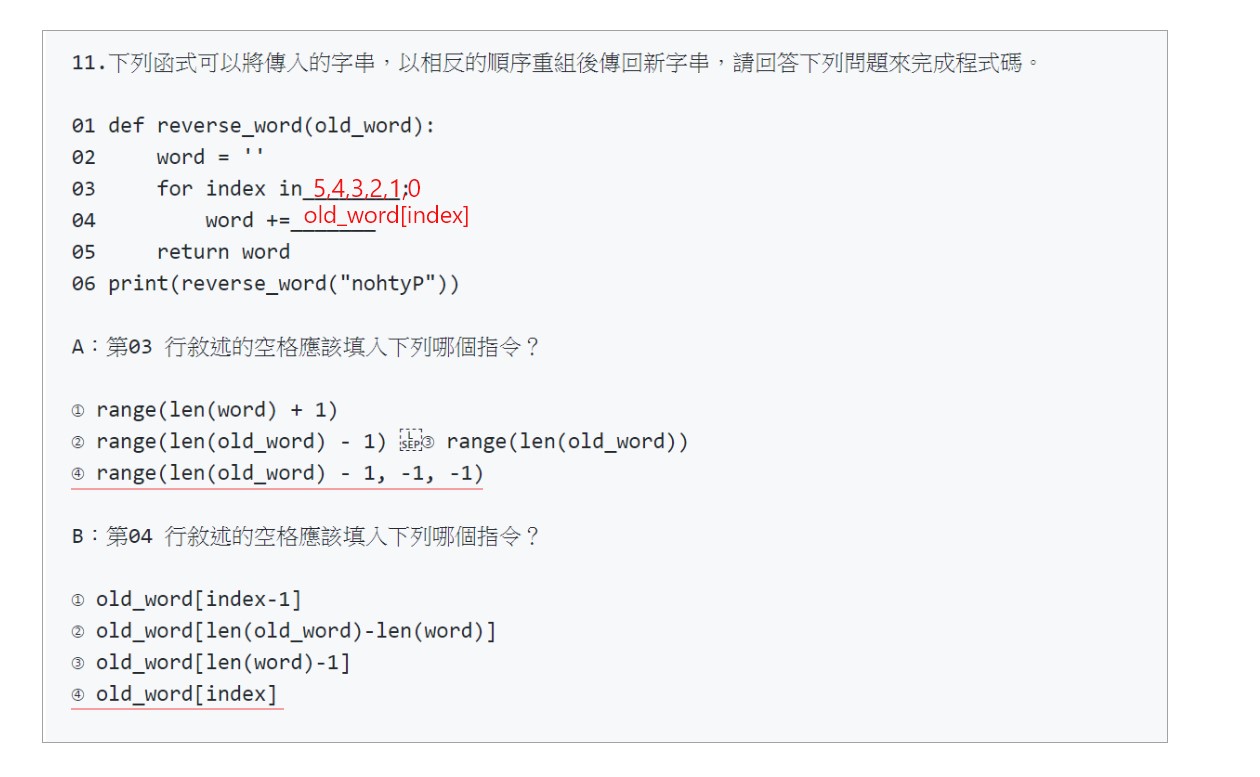 11.下列函式可以將傳入的字串，以相反的順序重組後傳回新字串，請回答下列問題來完成程式碼。
01 def reverse_word(old_word):
02     word = ''
03     for index in_5,4,3,2,1,0_______:
04         word +=_old_word[index]______
05     return word
06 print(reverse_word("nohtyP"))
A：第03 行敘述的空格應該填入下列哪個指令？
① range(len(word) + 1)
② range(len(old_word) - 1) LSEP③ range(len(old_word))
④ range(len(old_word) - 1, -1, -1)
B：第04 行敘述的空格應該填入下列哪個指令？
① old_word[index-1]
② old_word[len(old_word)-len(word)]
③ old_word[len(word)-1]
④ old_word[index]